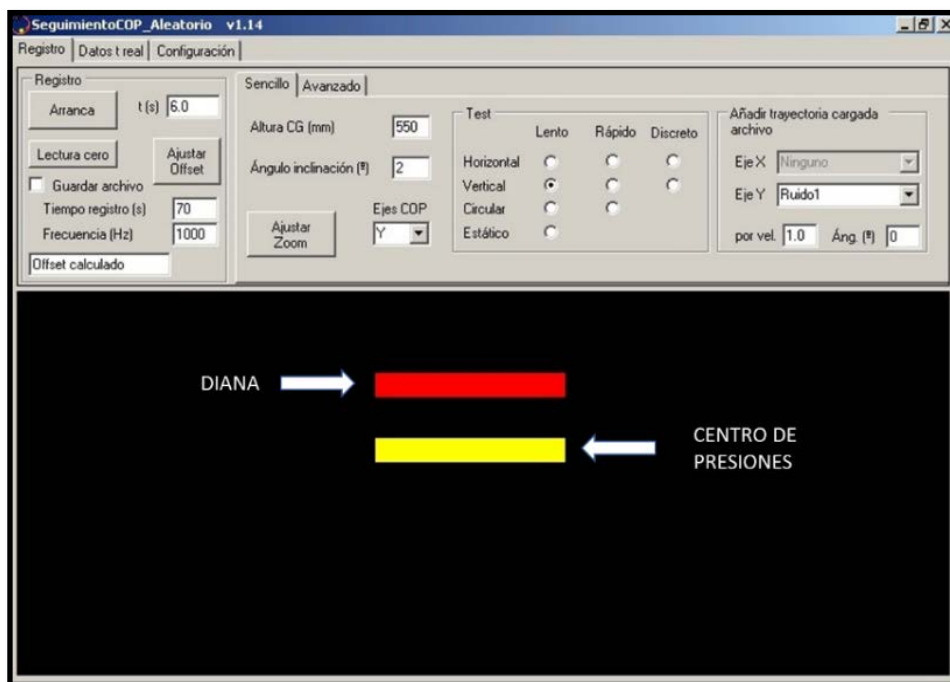 SeguimientoCOP_Aleatorio v1.14
Registro Datos t real Configuración
Registro
Arranca t (s) 6.0
Lectura cero Ajustar Offset
Guardar archivo
Tiempo registro (s) 70
Frecuencia (Hz) 1000
Offset calculado
Sencillo Avanzado
Altura CG (mm) 550
Ángulo inclinación (º) 2
Ajustar Zoom
Ejes COP
Y
Test
Lento Rápido Discreto
Horizontal
Vertical
Circular
Estático
Añadir trayectoria cargada
archivo
Eje X Ninguno
Eje Y Ruido1
por vel. 1.0 Áng. (º) 0
DIANA
CENTRO DE
PRESIONES